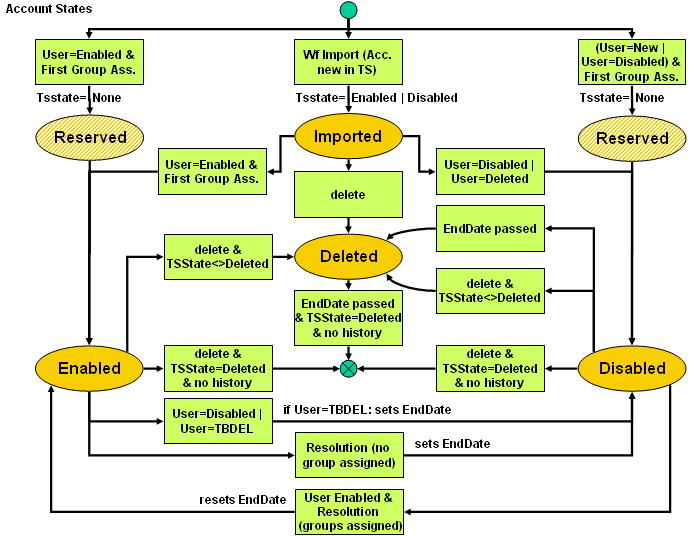 Account States
User=Enabled &
First Group Ass.
Wf Import (Acc.
new in TS)
(User=New |
User=Disabled) &
First Group Ass.
Tsstate= None
Tsstate= Enabled | Disabled
Tsstate= None
Reserved
Imported
Reserved
User=Enabled &
First Group Ass.
delete
User=Disabled |
User=Deleted
EndDate passed
delete &
TSState<>Deleted
Deleted
delete &
TSState<>Deleted
EndDate passed
& TSState=Deleted
& no history
Enabled
delete &
TSState=Deleted
& no history
delete &
TSState=Deleted
& no history
Disabled
User=Disabled |
User=TBDEL
if User=TBDEL: sets EndDate
Resolution (no
group assigned)
sets EndDate
resets EndDate
User Enabled &
Resolution
(groups assigned)